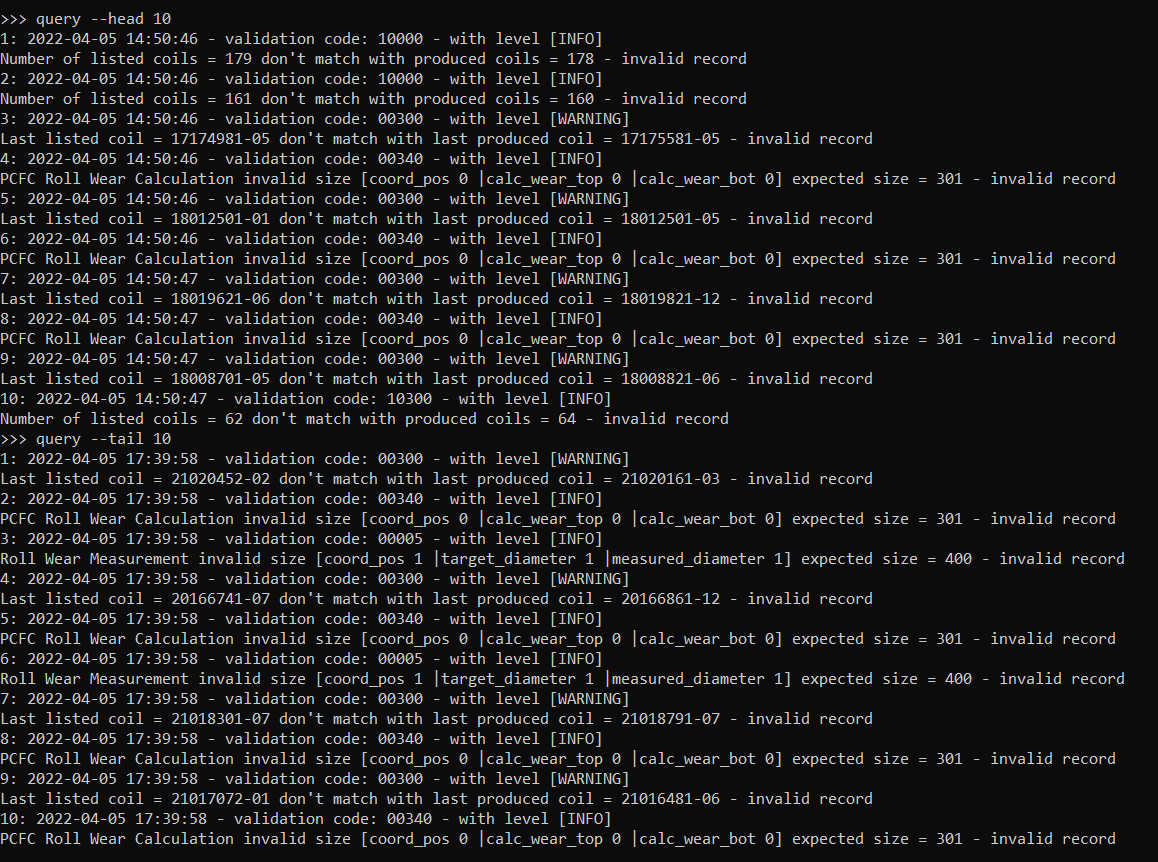 >>> query --head 10
1: 2022-04-05 14:50:46 - validation code: 10000 - with level [INFO]
Number of listed coils = 179 don't match with produced coils = 178 - invalid record
2: 2022-04-05 14:50:46 - validation code: 10000 - with level [INFO]
Number of listed coils = 161 don't match with produced coils = 160 - invalid record
3: 2022-04-05 14:50:46 - validation code: 00300 - with level [WARNING]
Last listed coil = 17174981-05 don't match with last produced coil = 17175581-05 - invalid record
4: 2022-04-05 14:50:46 - validation code: 00340 - with level [INFO]
PCFC Roll Wear Calculation invalid size [coord_pos 0 |calc_wear_top 0 |calc_wear_bot 0] expected size = 301 - invalid record
5: 2022-04-05 14:50:46 - validation code: 00300 - with level [WARNING]
Last listed coil = 18012501-01 don't match with last produced coil = 18012501-05 - invalid record
6: 2022-04-05 14:50:46 - validation code: 00340 - with level [INFO]
PCFC Roll Wear Calculation invalid size [coord_pos 0 |calc_wear_top 0 |calc_wear_bot 0] expected size = 301 - invalid record
7: 2022-04-05 14:50:47 - validation code: 00300 - with level [WARNING]
Last listed coil = 18019621-06 don't match with last produced coil = 18019821-12 - invalid record
8: 2022-04-05 14:50:47 - validation code: 00340 - with level [INFO]
PCFC Roll Wear Calculation invalid size [coord_pos 0 |calc_wear_top 0 |calc_wear_bot 0] expected size = 301 - invalid record
9: 2022-04-05 14:50:47 - validation code: 00300 - with level [WARNING]
Last listed coil = 18008701-05 don't match with last produced coil = 18008821-06 - invalid record
10: 2022-04-05 14:50:47 - validation code: 10300 - with level [INFO]
Number of listed coils = 62 don't match with produced coils = 64 - invalid record
>>> query --tail 10
1: 2022-04-05 17:39:58 - validation code: 00300 - with level [WARNING]
Last listed coil = 21020452-02 don't match with last produced coil = 21020161-03 - invalid record
2: 2022-04-05 17:39:58 - validation code: 00340 - with level [INFO]
PCFC Roll Wear Calculation invalid size [coord_pos 0 |calc_wear_top 0 |calc_wear_bot 0] expected size = 301 - invalid record
3: 2022-04-05 17:39:58 - validation code: 00005 - with level [INFO]
Roll Wear Measurement invalid size [coord_pos 1 |target_diameter 1 |measured_diameter 1] expected size = 400 - invalid record
4: 2022-04-05 17:39:58 - validation code: 00300 - with level [WARNING]
Last listed coil = 20166741-07 don't match with last produced coil = 20166861-12 - invalid record
5: 2022-04-05 17:39:58 - validation code: 00340 - with level [INFO]
PCFC Roll Wear Calculation invalid size [coord_pos 0 |calc_wear_top 0 |calc_wear_bot 0] expected size = 301 - invalid record
6: 2022-04-05 17:39:58 - validation code: 00005 - with level [INFO]
Roll Wear Measurement invalid size [coord_pos 1 |target_diameter 1 |measured_diameter 1] expected size = 400 - invalid record
7: 2022-04-05 17:39:58 - validation code: 00300 - with level [WARNING]
Last listed coil = 21018301-07 don't match with last produced coil = 21018791-07 - invalid record
8: 2022-04-05 17:39:58 - validation code: 00340 - with level [INFO]
PCFC Roll Wear Calculation invalid size [coord_pos 0 |calc_wear_top 0 |calc_wear_bot 0] expected size = 301 - invalid record
9: 2022-04-05 17:39:58 - validation code: 00300 - with level [WARNING]
Last listed coil = 21017072-01 don't match with last produced coil = 21016481-06 - invalid record
10: 2022-04-05 17:39:58 - validation code: 00340 - with level [INFO]
PCFC Roll Wear Calculation invalid size [coord_pos 0 |calc_wear_top 0 |calc_wear_bot 0] expected size = 301 - invalid record